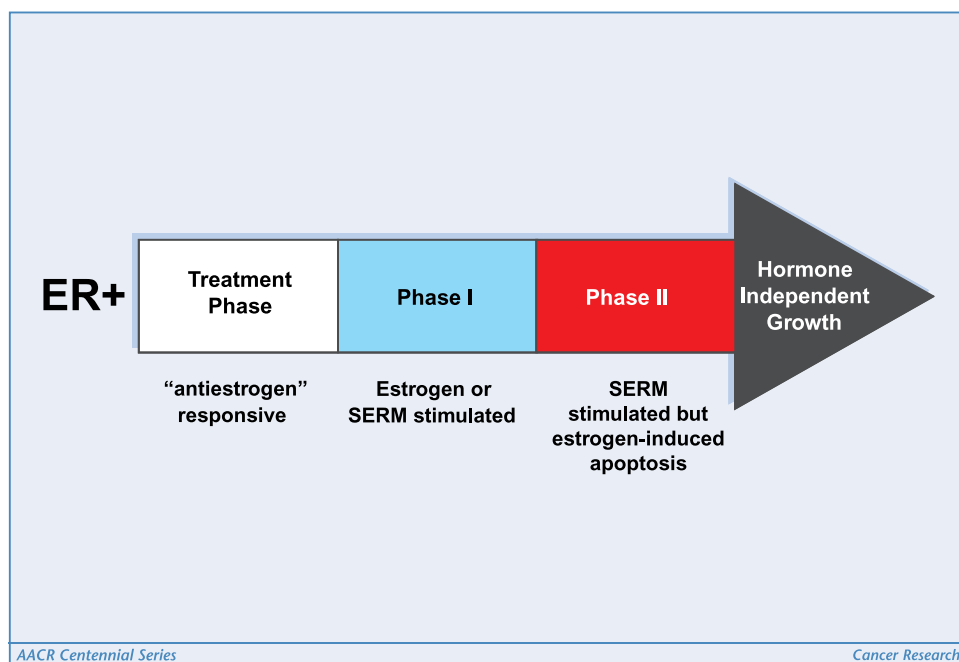 ER+
Treatment
Phase
Phase I
Phase II
Hormone
Independent
Growth
“antiestrogen”
responsive
Estrogen or
SERM stimulated
SERM
stimulated but
estrogen-induced
apoptosis
AACR Centennial Series
Cancer Research